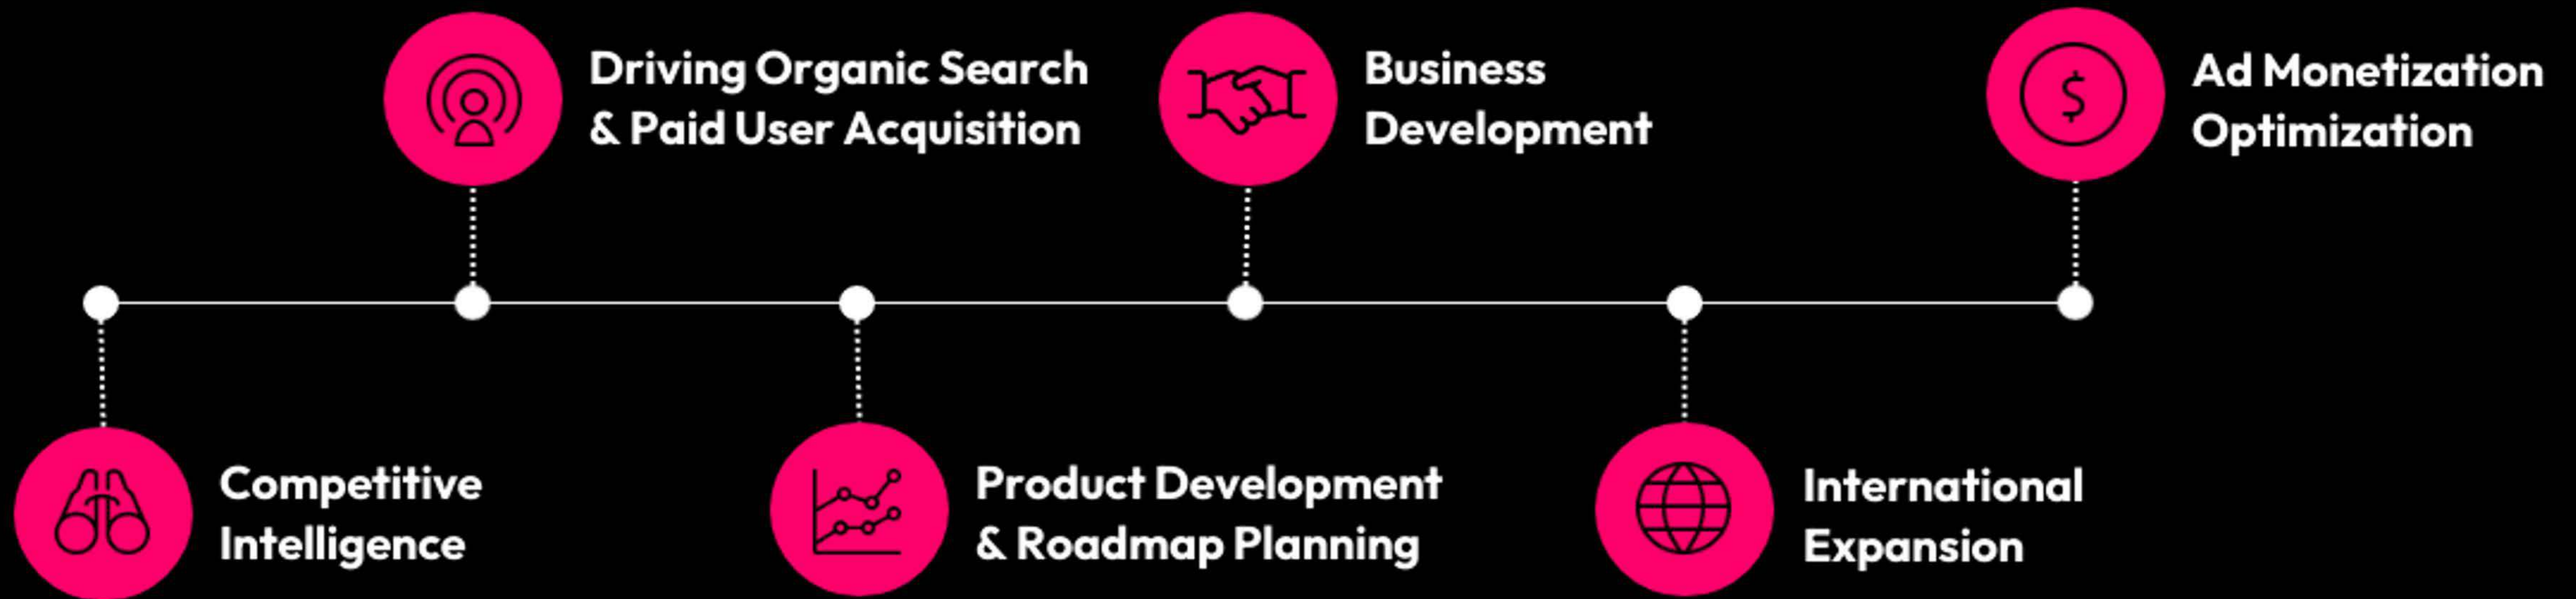 Driving Organic Search
& Paid User Acquisition
Business
Development
Ad Monetization
Optimization
$
Competitive
Intelligence
Product Development
& Roadmap Planning
International
Expansion